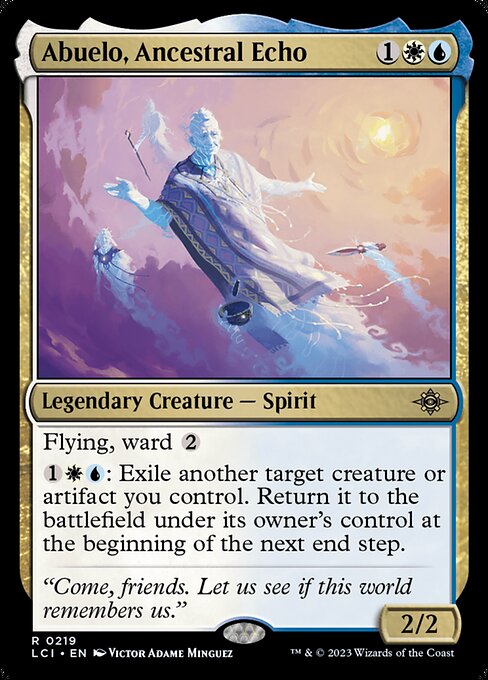 Abuelo, Ancestral Echo 1
Legendary Creature — Spirit
Flying, ward 2
1: Exile another target creature or
artifact you control. Return it to the
battlefield under its owner's control at
the beginning of the next end step.
“Come, friends. Let us see if this world
remembers us.”
2/2
R 0219
LCI • EN Victor Adame Minguez
™ & © 2023 Wizards of the Coast